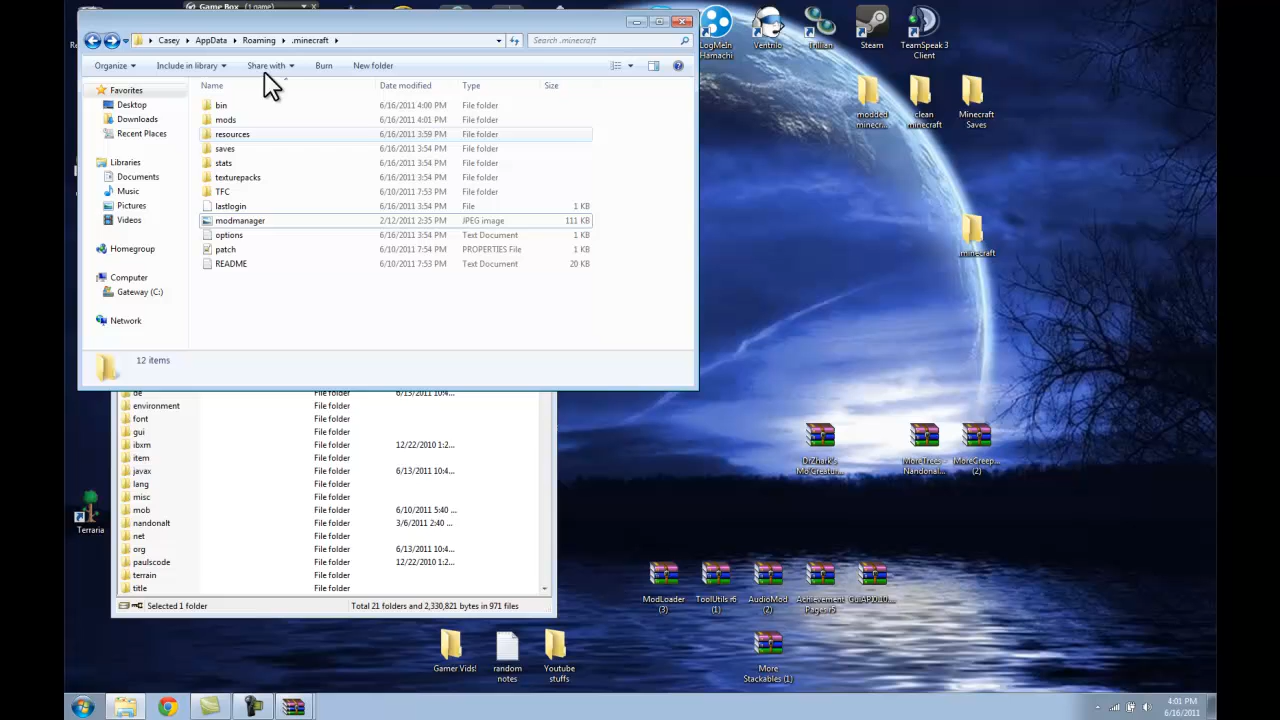 Game Box (1 name)
Casey ▸ AppData ▸ Roaming ▸ .minecraft ▸
Search .minecraft
Organize Include in library Share with Burn New folder
Name Date modified Type Size
Favorites
Desktop
Downloads
Recent Places
Libraries
Documents
Music
Pictures
Videos
Homegroup
Computer
Gateway (C:)
Network
bin 6/16/2011 4:00 PM File folder
mods 6/16/2011 4:01 PM File folder
resources 6/16/2011 3:59 PM File folder
saves 6/16/2011 3:54 PM File folder
stats 6/16/2011 3:54 PM File folder
texturepacks 6/16/2011 3:54 PM File folder
TFC 6/10/2011 7:53 PM File folder
lastlogin 6/16/2011 3:54 PM File 1 KB
modmanager 2/12/2011 2:35 PM JPEG image 111 KB
options 6/16/2011 3:54 PM Text Document 1 KB
patch 6/10/2011 7:54 PM PROPERTIES File 1 KB
README 6/10/2011 7:53 PM Text Document 20 KB
12 items
de File folder 6/13/2011 10:4...
environment File folder
font File folder
gui File folder
ibxm File folder 12/22/2010 1:2...
item File folder
javax File folder 6/13/2011 10:4...
lang File folder
misc File folder
mob File folder 6/10/2011 5:40 ...
nandonalt File folder 3/6/2011 2:40 ...
net File folder
org File folder 6/13/2011 10:4...
paulscode File folder 12/22/2010 1:2...
terrain File folder
title File folder
Selected 1 folder Total 21 folders and 2,330,821 bytes in 971 files
LogMeIn
Hamachi
Ventrilo
Trillian
Steam
TeamSpeak 3
Client
modded
minecr...
clean
minecraft
Minecraft
Saves
.minecraft
DrZhark's
Mo'Creatur...
MoreTrees -
Nandonal...
MoreCreep...
(2)
Terraria
ModLoader
(3)
ToolUtils r6
(1)
AudioMod
(2)
Achievement
Pages r5
Gamer Vids!
random
notes
Youtube
stuffs
More
Stackables (1)
4:01 PM
6/16/2011